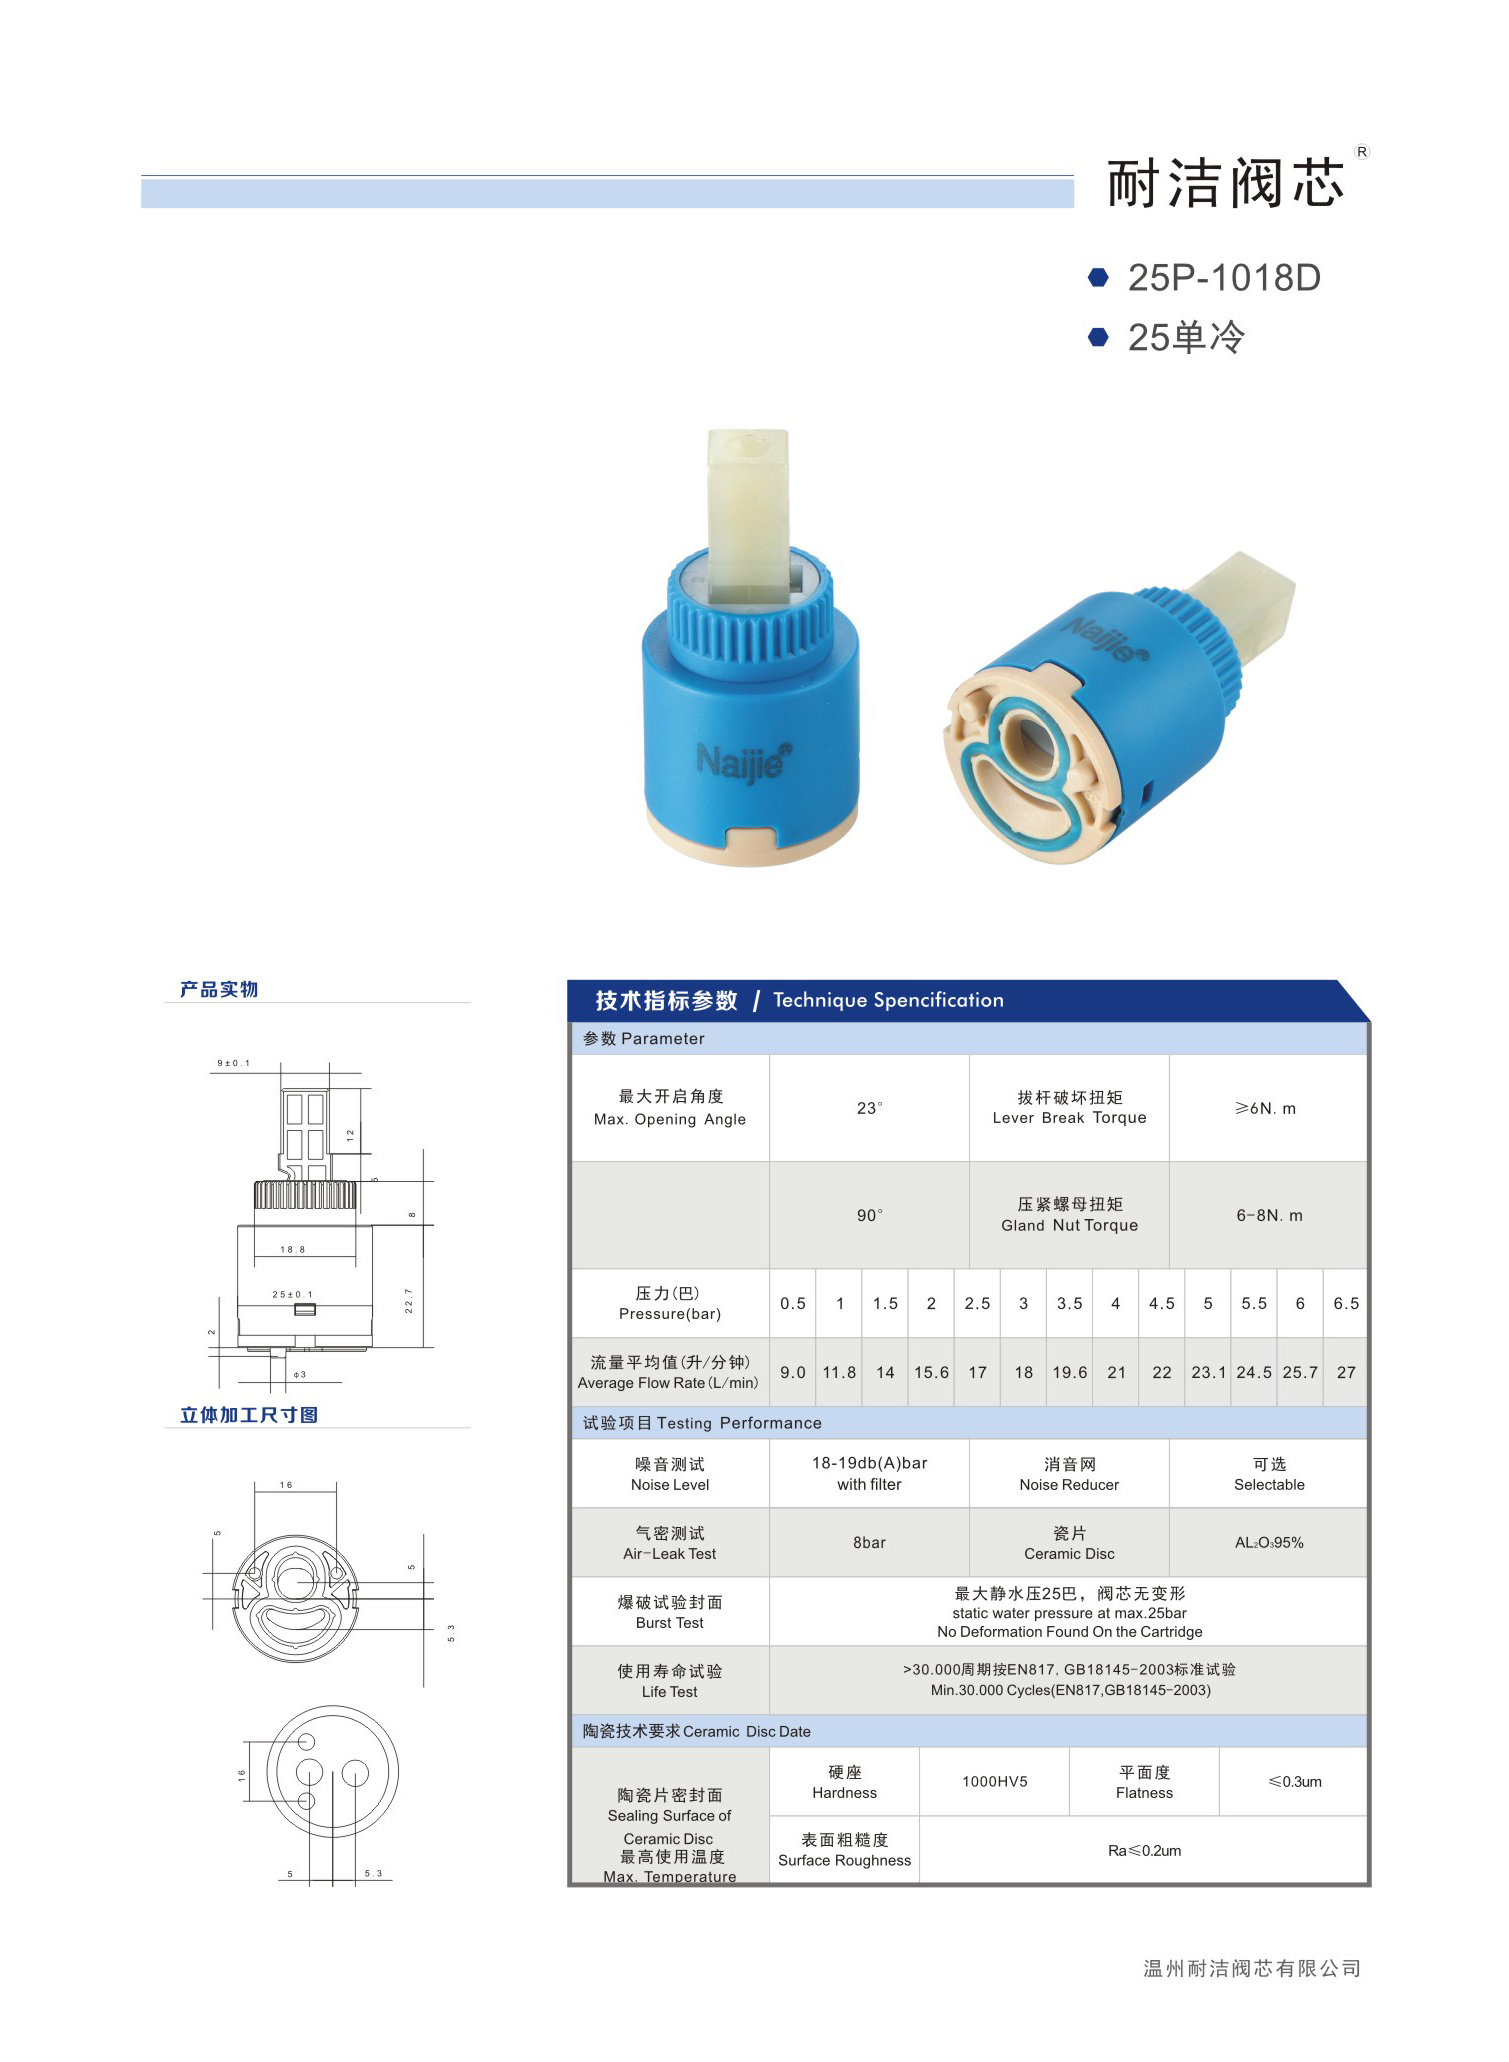 耐洁阀芯®
25P-1018D
25单冷
Naijie®
Naijie®
产品实物
9±0.1
12
5
8
18.8
25±0.1
22.7
2
ϕ3
立体加工尺寸图
16
5
5
5.3
16
5
5.3
技术指标参数 / Technique Spencification
参数 Parameter
最大开启角度
Max. Opening Angle
23°
拔杆破坏扭矩
Lever Break Torque
≥6N. m
90°
压紧螺母扭矩
Gland Nut Torque
6-8N. m
压力(巴)
Pressure(bar)
0.5 1 1.5 2 2.5 3 3.5 4 4.5 5 5.5 6 6.5
流量平均值(升/分钟)
Average Flow Rate(L/min)
9.0 11.8 14 15.6 17 18 19.6 21 22 23.1 24.5 25.7 27
试验项目 Testing Performance
噪音测试
Noise Level
18-19db(A)bar
with filter
消音网
Noise Reducer
可选
Selectable
气密测试
Air-Leak Test
8bar
瓷片
Ceramic Disc
AL₂O₃95%
爆破试验封面
Burst Test
最大静水压25巴，阀芯无变形
static water pressure at max.25bar
No Deformation Found On the Cartridge
使用寿命试验
Life Test
>30.000周期按EN817, GB18145-2003标准试验
Min.30.000 Cycles(EN817,GB18145-2003)
陶瓷技术要求 Ceramic Disc Date
陶瓷片密封面
Sealing Surface of
Ceramic Disc
最高使用温度
Max. Temperature
硬座
Hardness
1000HV5
平面度
Flatness
≤0.3um
表面粗糙度
Surface Roughness
Ra≤0.2um
温州耐洁阀芯有限公司